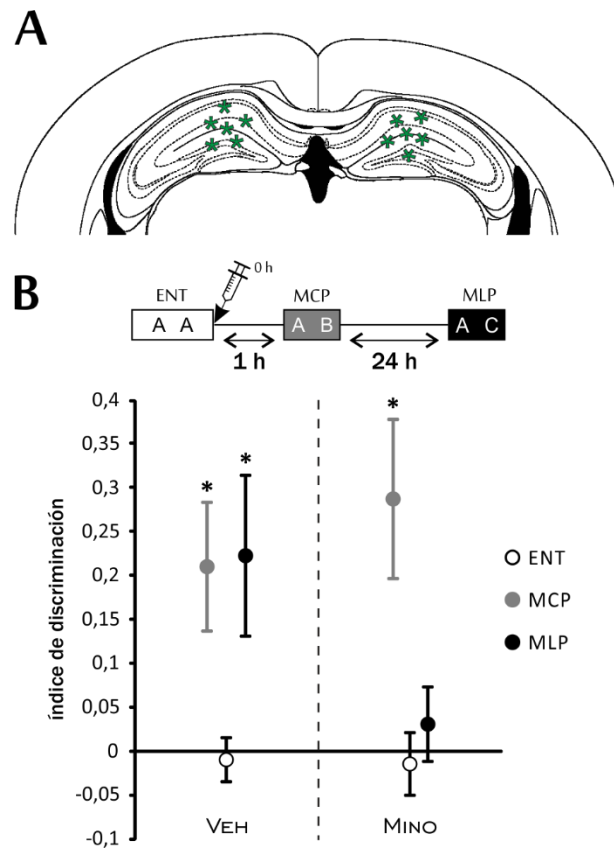 A
B
0 h
ENT MCP MLP
A A A B A C
1 h 24 h
índice de discriminación
0,4
0,35
0,3
0,25
0,2
0,15
0,1
0,05
0
-0,05
-0,1
* * *
VEH MINO
ENT
MCP
MLP